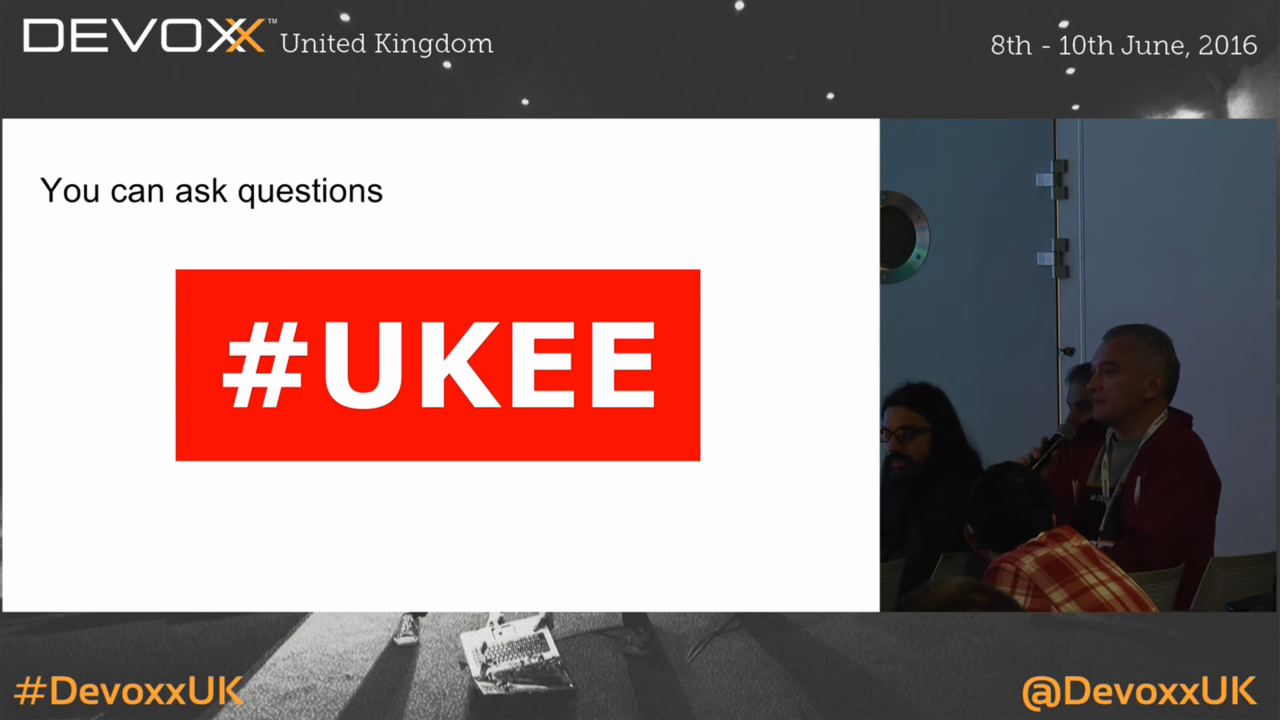 DEVOXX™ United Kingdom
8th - 10th June, 2016
You can ask questions
#UKEE
#DevoxxUK
@DevoxxUK